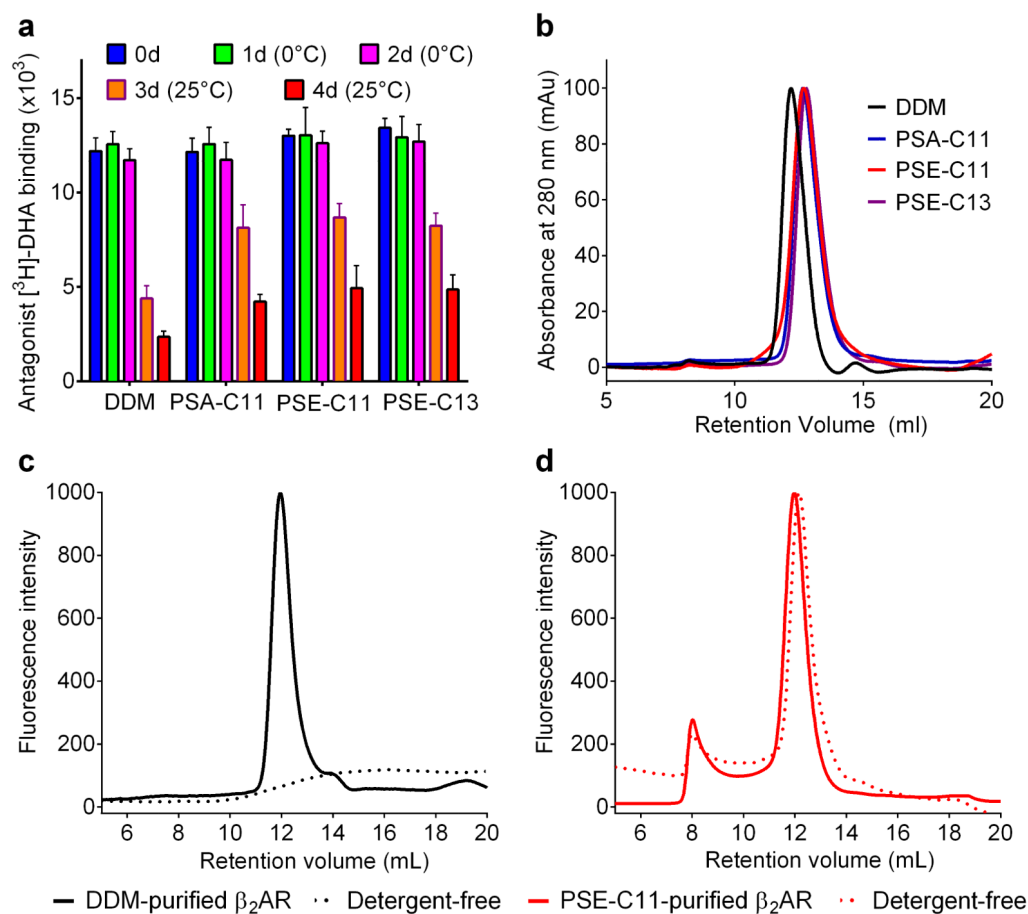 a
0d
1d (0°C)
2d (0°C)
3d (25°C)
4d (25°C)
Antagonist [³H]-DHA binding (x10³)
15
10
5
0
DDM
PSA-C11
PSE-C11
PSE-C13
b
DDM
PSA-C11
PSE-C11
PSE-C13
Absorbance at 280 nm (mAu)
100
80
60
40
20
0
5
10
15
20
Retention Volume (ml)
c
Fluorescence intensity
1000
800
600
400
200
0
6 8 10 12 14 16 18 20
Retention volume (mL)
d
Fluorescence intensity
1000
800
600
400
200
0
6 8 10 12 14 16 18 20
Retention volume (mL)
DDM-purified β₂AR
Detergent-free
PSE-C11-purified β₂AR
Detergent-free